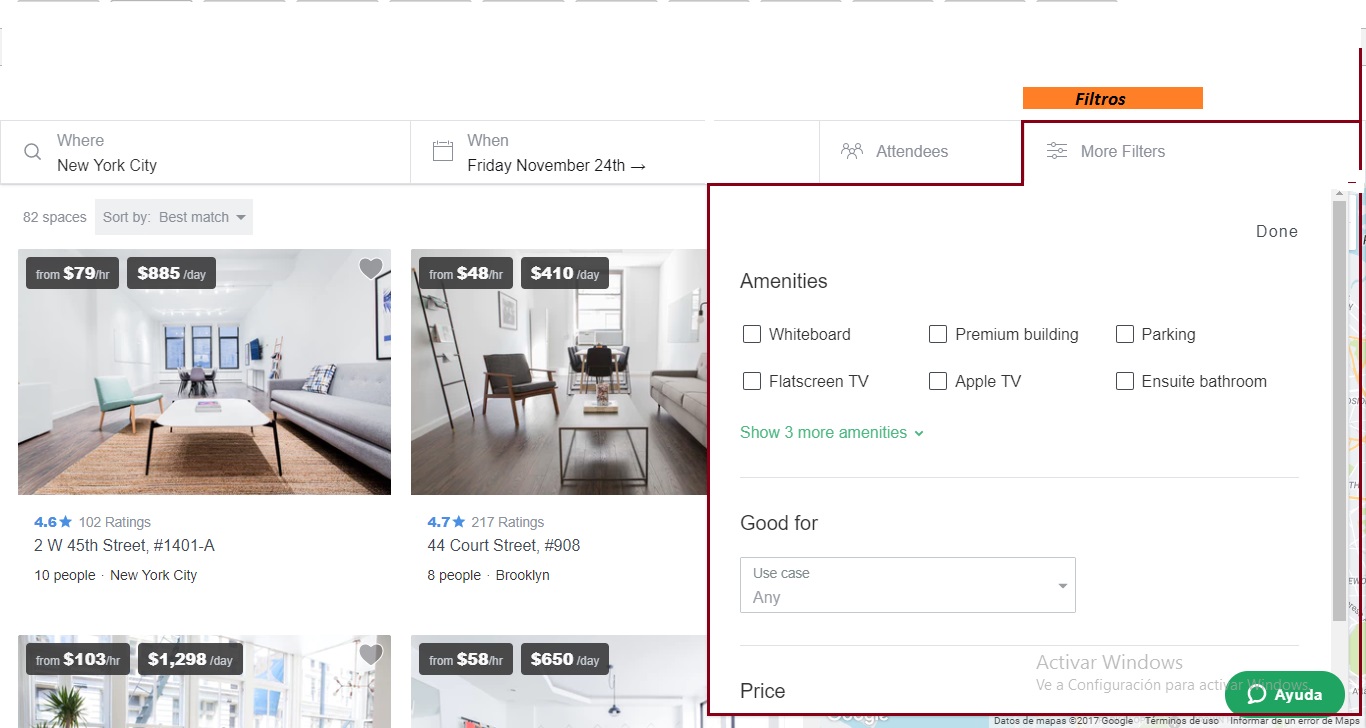 Filtros
Where
New York City
When
Friday November 24th →
Attendees
More Filters
82 spaces
Sort by: Best match
Done
from $79/hr
$885 /day
from $48/hr
$410 /day
Amenities
Whiteboard
Premium building
Parking
Flatscreen TV
Apple TV
Ensuite bathroom
Show 3 more amenities
4.6★ 102 Ratings
2 W 45th Street, #1401-A
10 people · New York City
4.7★ 217 Ratings
44 Court Street, #908
8 people · Brooklyn
Good for
Use case
Any
from $103/hr
$1,298 /day
from $58/hr
$650 /day
Price
Activar Windows
Ve a Configuración para activar Windows.
Ayuda
Google
Datos de mapas ©2017 Google
Términos de uso
Informar de un error de Maps